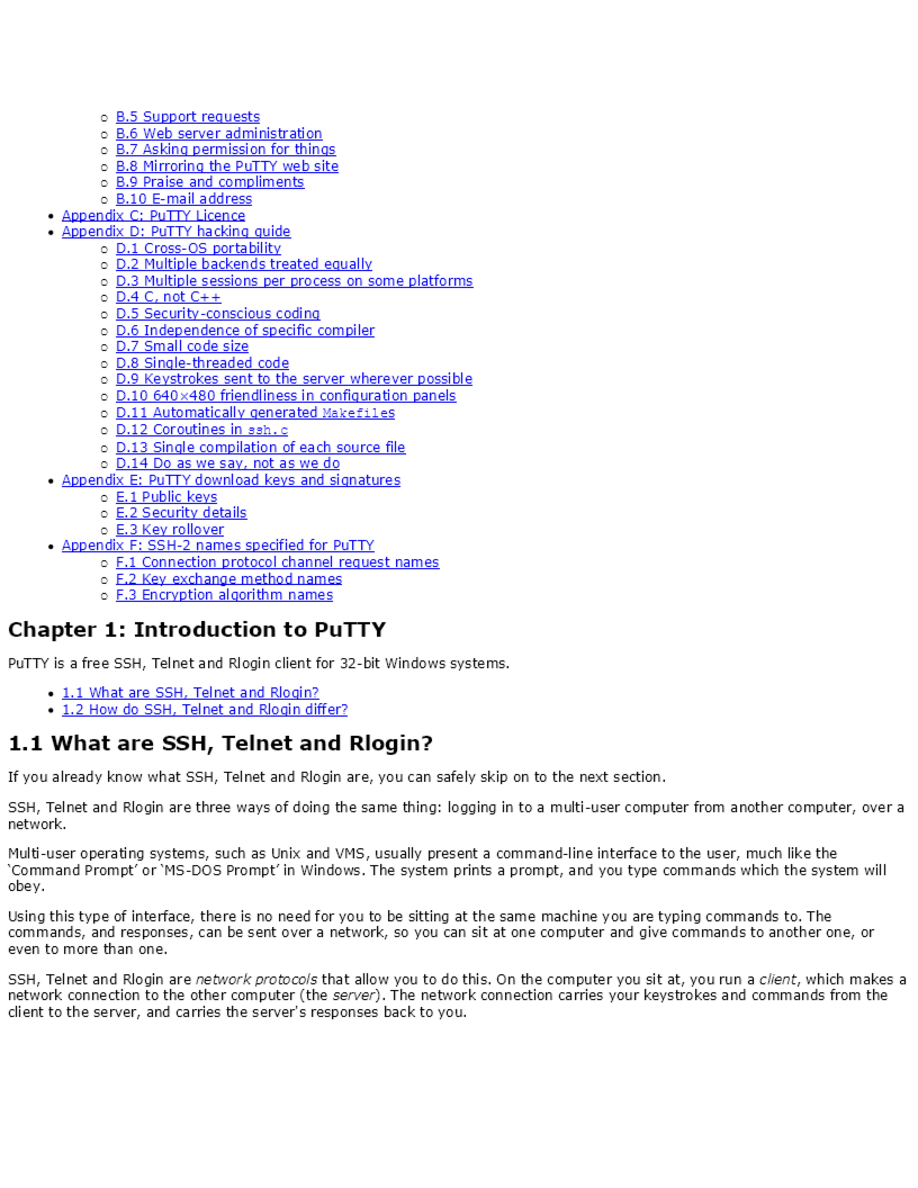 B.5 Support requests
B.6 Web server administration
B.7 Asking permission for things
B.8 Mirroring the PuTTY web site
B.9 Praise and compliments
B.10 E-mail address
Appendix C: PuTTY Licence
Appendix D: PuTTY hacking guide
D.1 Cross-OS portability
D.2 Multiple backends treated equally
D.3 Multiple sessions per process on some platforms
D.4 C, not C++
D.5 Security-conscious coding
D.6 Independence of specific compiler
D.7 Small code size
D.8 Single-threaded code
D.9 Keystrokes sent to the server wherever possible
D.10 640×480 friendliness in configuration panels
D.11 Automatically generated Makefiles
D.12 Coroutines in ssh.c
D.13 Single compilation of each source file
D.14 Do as we say, not as we do
Appendix E: PuTTY download keys and signatures
E.1 Public keys
E.2 Security details
E.3 Key rollover
Appendix F: SSH-2 names specified for PuTTY
F.1 Connection protocol channel request names
F.2 Key exchange method names
F.3 Encryption algorithm names
Chapter 1: Introduction to PuTTY
PuTTY is a free SSH, Telnet and Rlogin client for 32-bit Windows systems.
1.1 What are SSH, Telnet and Rlogin?
1.2 How do SSH, Telnet and Rlogin differ?
1.1 What are SSH, Telnet and Rlogin?
If you already know what SSH, Telnet and Rlogin are, you can safely skip on to the next section.
SSH, Telnet and Rlogin are three ways of doing the same thing: logging in to a multi-user computer from another computer, over a
network.
Multi-user operating systems, such as Unix and VMS, usually present a command-line interface to the user, much like the
‘Command Prompt’ or ‘MS-DOS Prompt’ in Windows. The system prints a prompt, and you type commands which the system will
obey.
Using this type of interface, there is no need for you to be sitting at the same machine you are typing commands to. The
commands, and responses, can be sent over a network, so you can sit at one computer and give commands to another one, or
even to more than one.
SSH, Telnet and Rlogin are network protocols that allow you to do this. On the computer you sit at, you run a client, which makes a
network connection to the other computer (the server). The network connection carries your keystrokes and commands from the
client to the server, and carries the server's responses back to you.